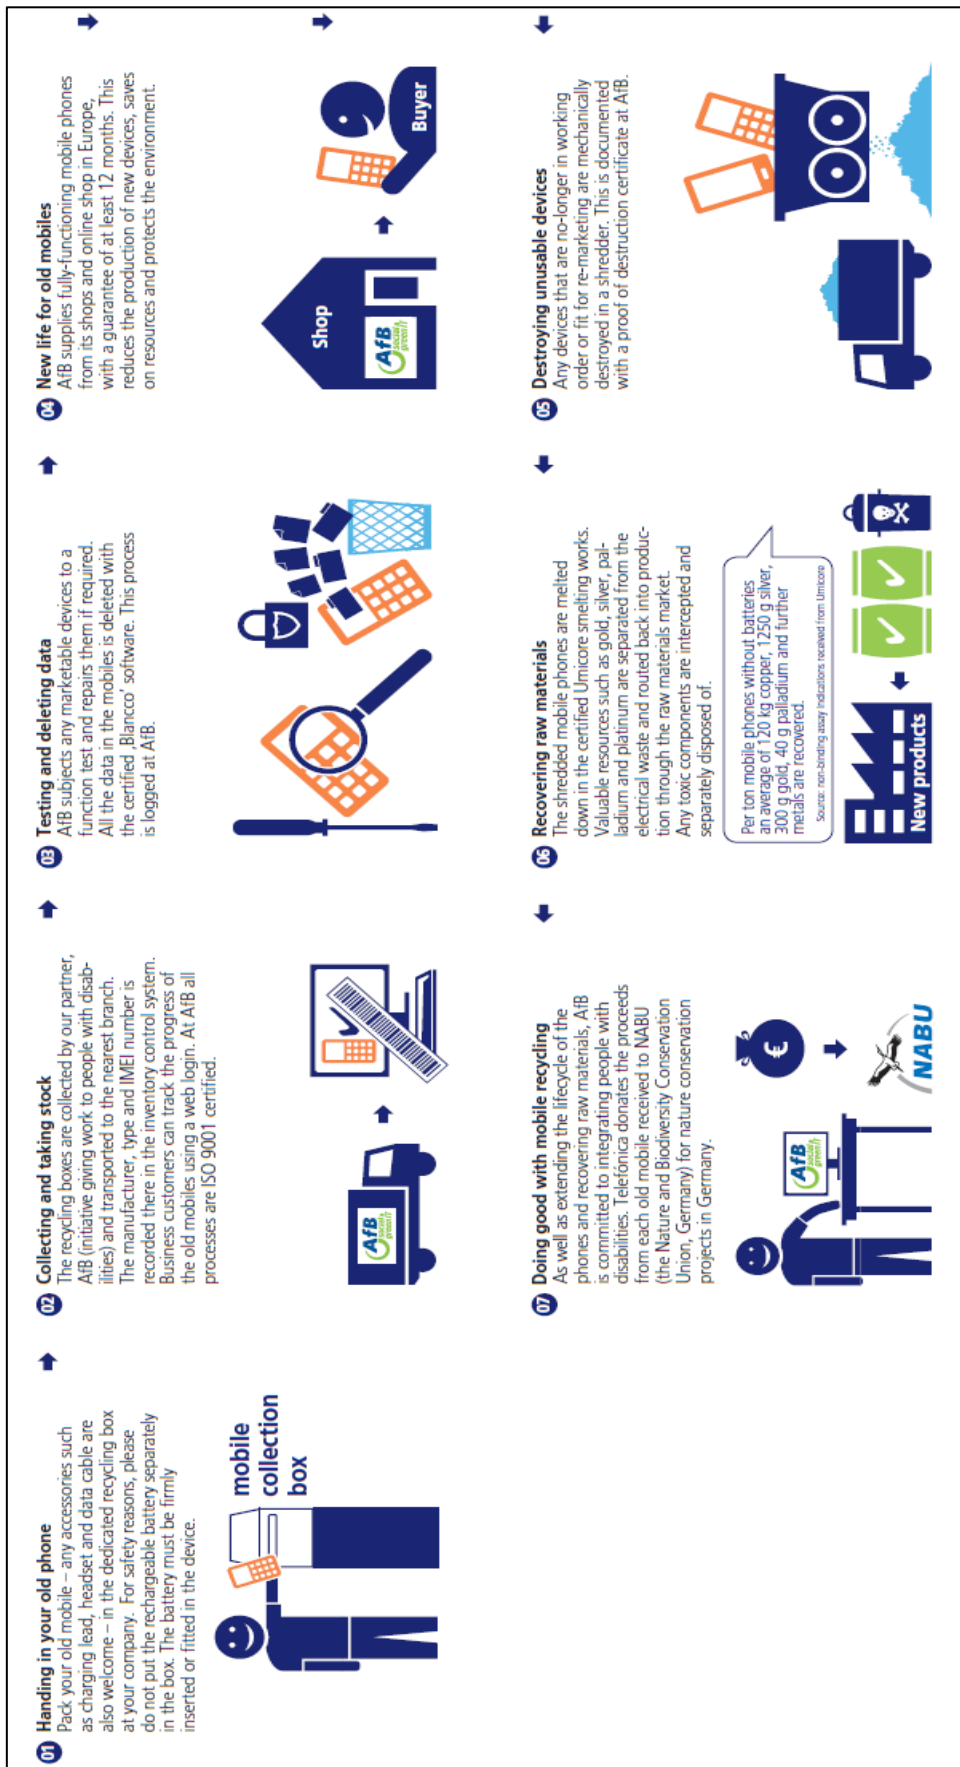 01 Handing in your old phone
Pack your old mobile – any accessories such
as charging lead, headset and data cable are
also welcome – in the dedicated recycling box
at your company. For safety reasons, please
do not put the rechargeable battery separately
in the box. The battery must be firmly
inserted or fitted in the device.
mobile
collection
box
02 Collecting and taking stock
The recycling boxes are collected by our partner,
AfB (initiative giving work to people with disab-
ilities) and transported to the nearest branch.
The manufacturer, type and IMEI number is
recorded there in the inventory control system.
Business customers can track the progress of
the old mobiles using a web login. At AfB all
processes are ISO 9001 certified.
AfB
social &
green IT
03 Testing and deleting data
AfB subjects any marketable devices to a
function test and repairs them if required.
All the data in the mobiles is deleted with
the certified ‚Blancco' software. This process
is logged at AfB.
04 New life for old mobiles
AfB supplies fully-functioning mobile phones
from its shops and online shop in Europe,
with a guarantee of at least 12 months. This
reduces the production of new devices, saves
on resources and protects the environment.
Shop
AfB
social &
green IT
Buyer
05 Destroying unusable devices
Any devices that are no-longer in working
order or fit for re-marketing are mechanically
destroyed in a shredder. This is documented
with a proof of destruction certificate at AfB.
06 Recovering raw materials
The shredded mobile phones are melted
down in the certified Umicore smelting works.
Valuable resources such as gold, silver, pal-
ladium and platinum are separated from the
electrical waste and routed back into produc-
tion through the raw materials market.
Any toxic components are intercepted and
separately disposed of.
Per ton mobile phones without batteries
an average of 120 kg copper, 1250 g silver,
300 g gold, 40 g palladium and further
metals are recovered.
Source: non-binding assay indications received from Umicore
New products
07 Doing good with mobile recycling
As well as extending the lifecycle of the
phones and recovering raw materials, AfB
is committed to integrating people with
disabilities. Telefónica donates the proceeds
from each old mobile received to NABU
(the Nature and Biodiversity Conservation
Union, Germany) for nature conservation
projects in Germany.
AfB
social &
green IT
€
NABU